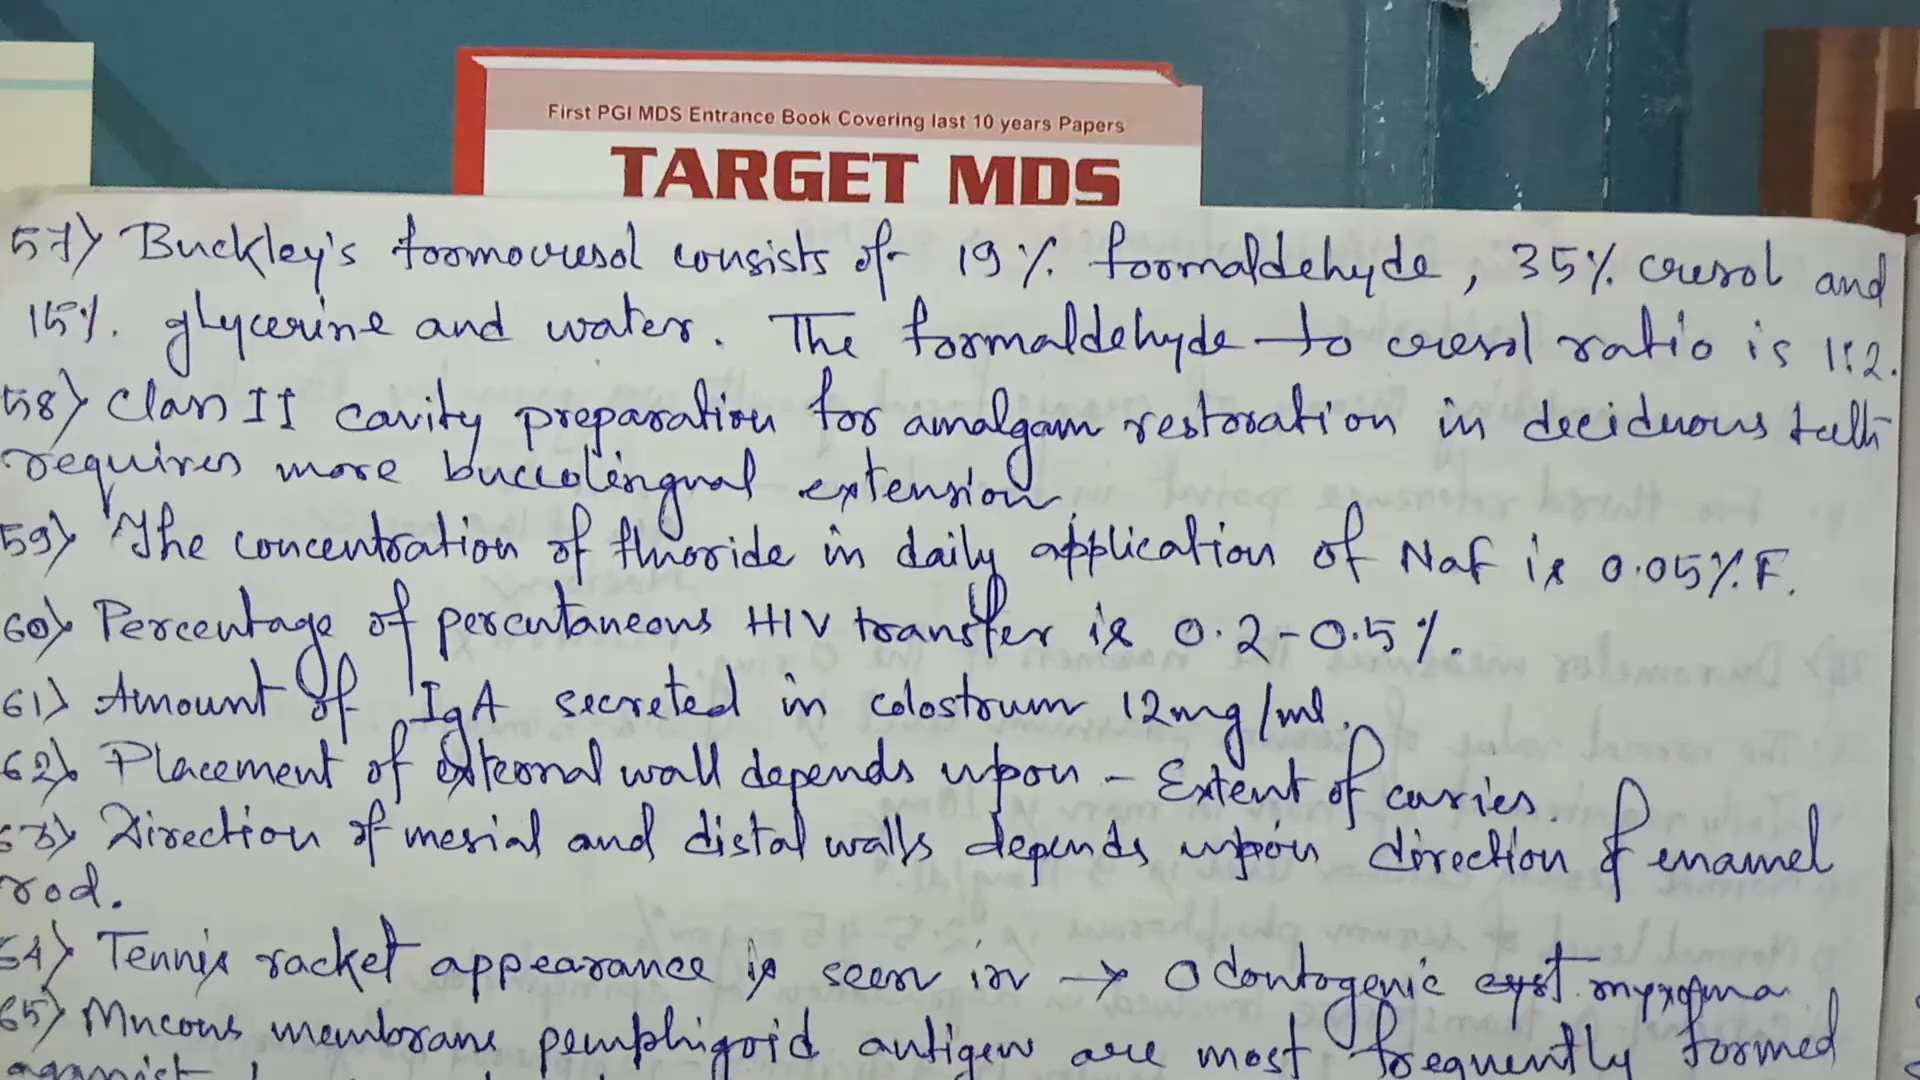 First PGI MDS Entrance Book Covering last 10 years Papers
TARGET MDS
57) Buckley's formocresol consists of 19% formaldehyde, 35% cresol and
15%. glycerine and water. The formaldehyde to cresol ratio is 1:2.
58) Class II cavity preparation for amalgam restoration in deciduous teeth
requires more buccolingual extension.
59) The concentration of fluoride in daily application of NaF is 0.05% F.
60) Percentage of percutaneous HIV transfer is 0.2-0.5%.
61) Amount of IgA secreted in colostrum 12mg/ml.
62) Placement of external wall depends upon - Extent of caries.
63) Direction of mesial and distal walls depends upon direction of enamel
rod.
64) Tennis racket appearance is seen in → Odontogenic cyst myxoma
65) Mucous membrane pemphigoid antigen are most frequently formed